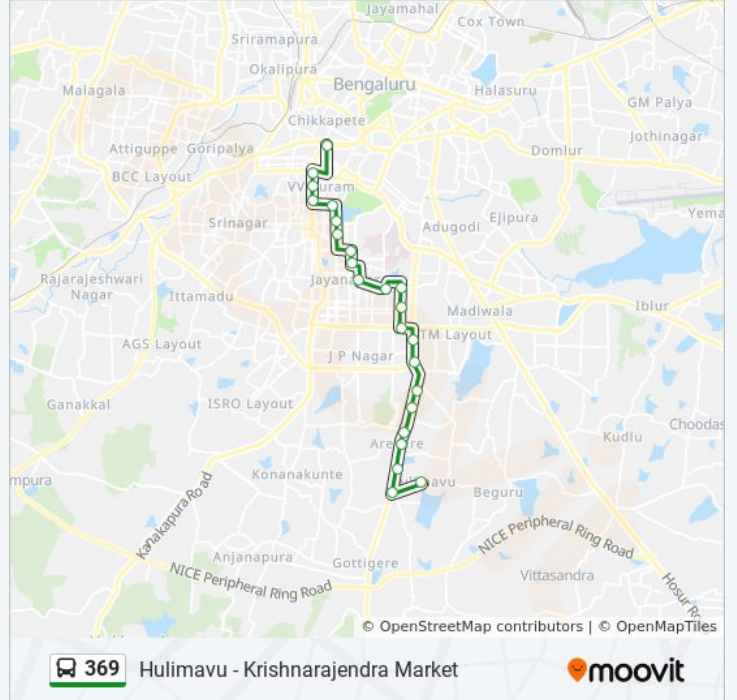 Jayamahal
Cox Town
Sriramapura
Okalipura
Bengaluru
Malagala
Halasuru
GM Palya
Chikkapete
Jothinagar
Attiguppe Goripalya
Domlur
BCC Layout
Srinagar
Ejipura
Yema
Adugodi
Rajarajeshwari
Nagar
Ittamadu
Iblur
Madiwala
AGS Layout
TM Layout
J P Nagar
Ganakkal
ISRO Layout
Choodas
Kudlu
Konanakunte
mpura
avu
Beguru
Kanakapura Road
NICE Peripheral Ring Road
Anjanapura
Gottigere
NICE Peripheral Ring Road
Vittasandra
Hosur Ro
© OpenStreetMap contributors | © OpenMapTiles
369 Hulimavu - Krishnarajendra Market
moovit